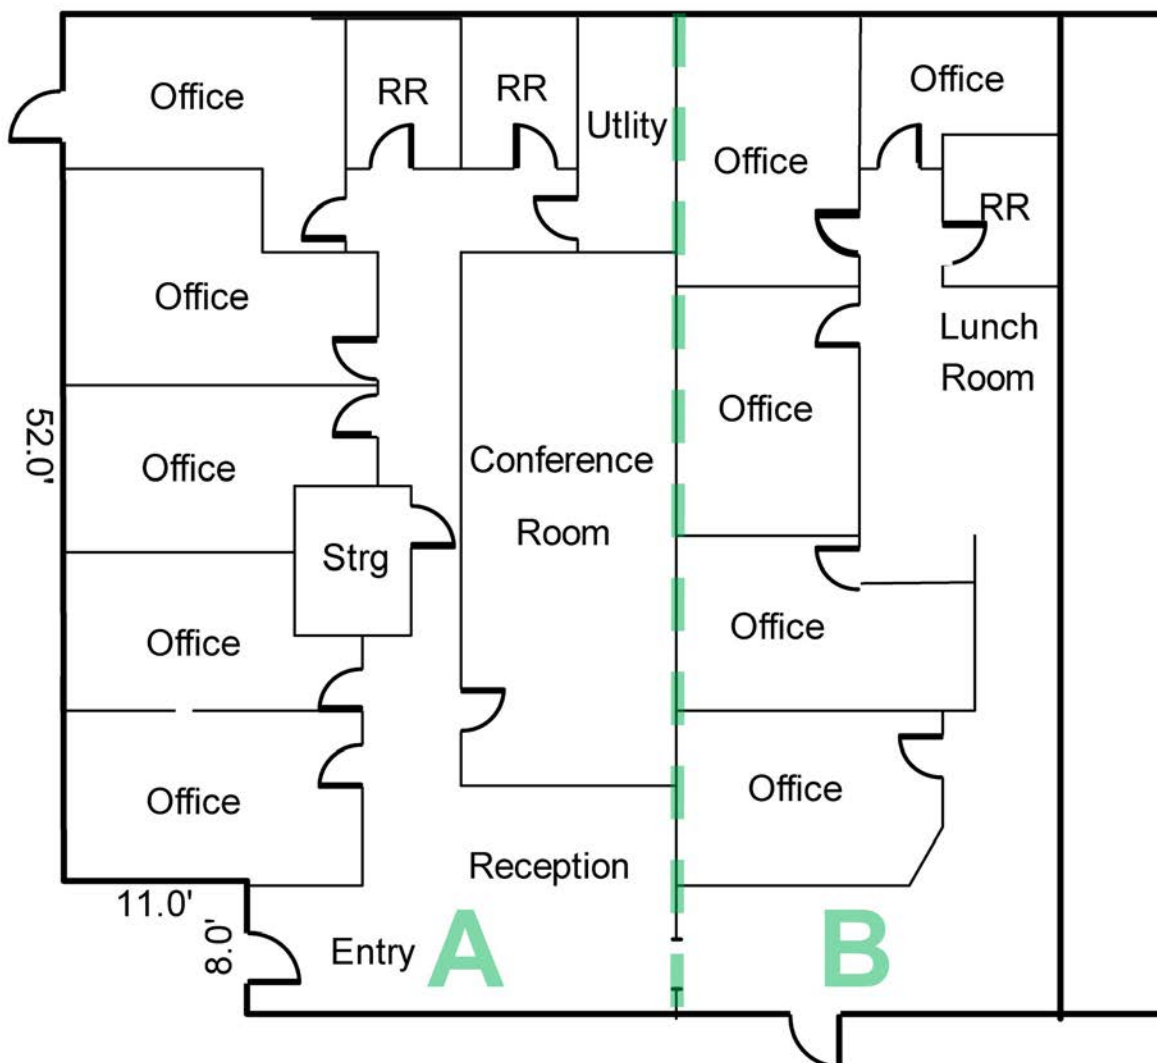 Office
RR
RR
Utlity
Office
Office
RR
Office
Lunch
Room
Office
Office
52.0'
Office
Conference
Room
Strg
Office
Office
Office
Office
Reception
11.0'
8.0'
Entry
A
B